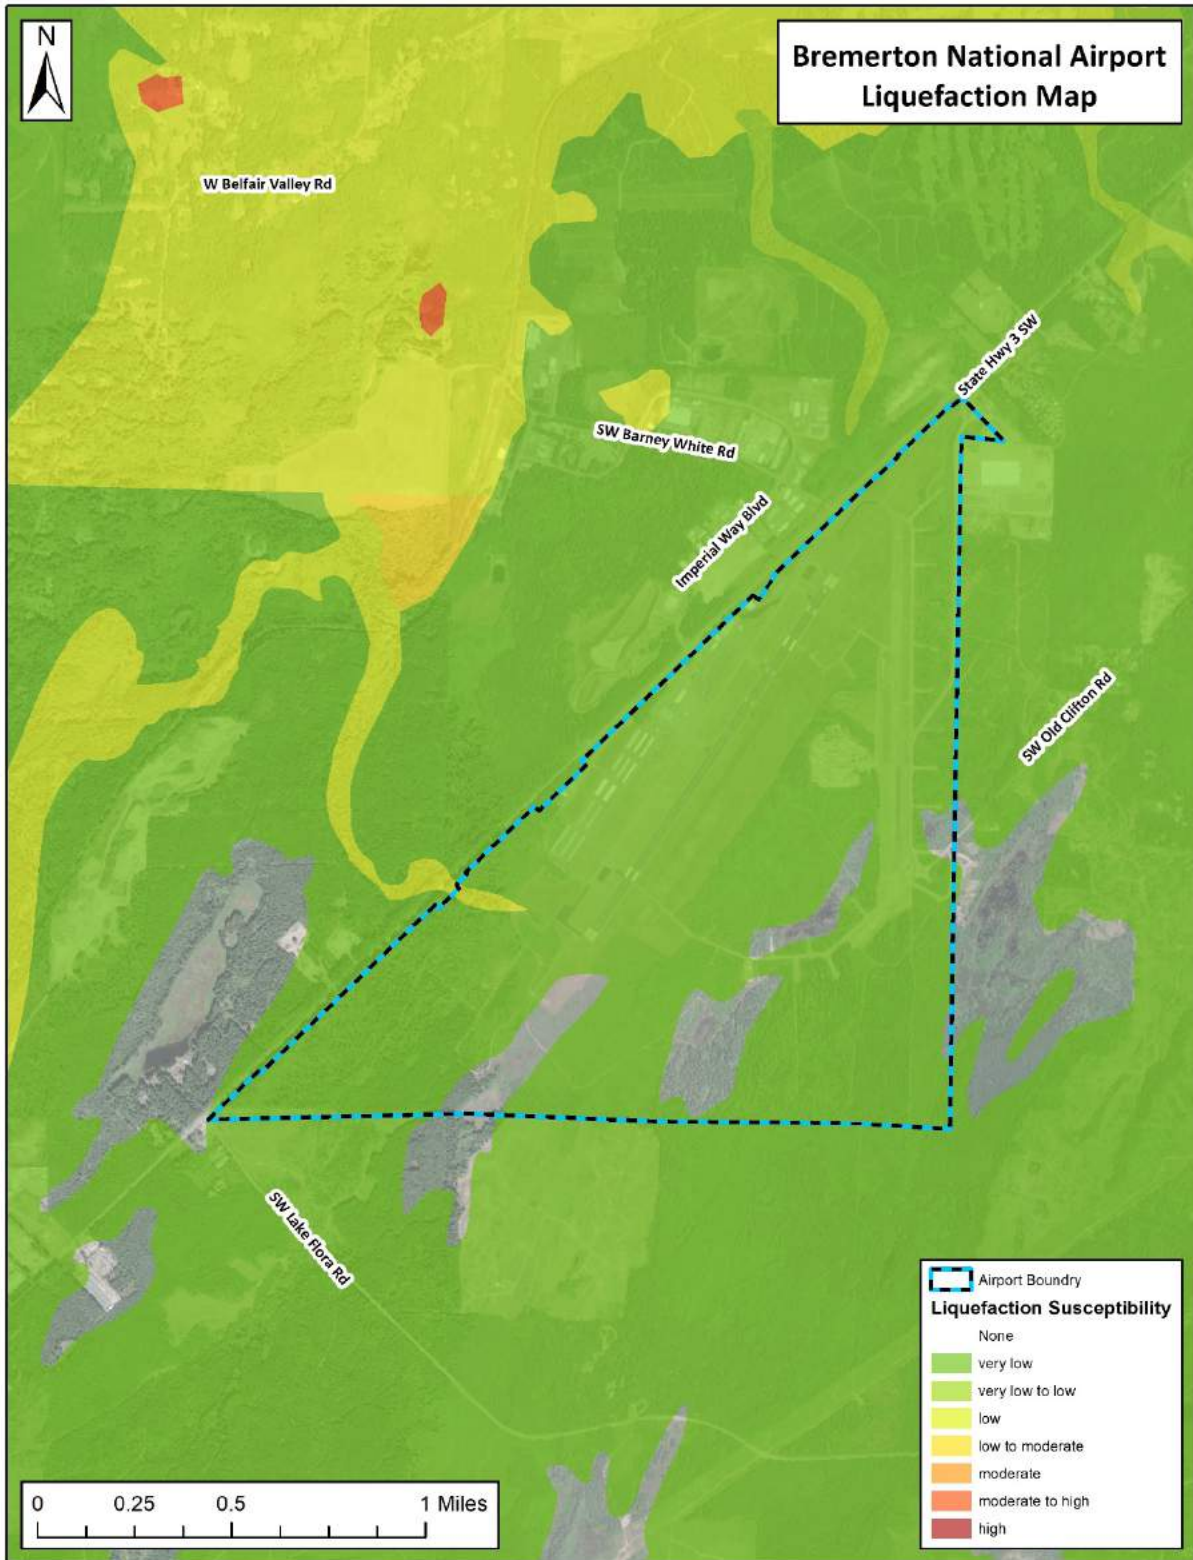 N
Bremerton National Airport
Liquefaction Map
W Belfair Valley Rd
State Hwy 3 SW
SW Barney White Rd
Imperial Way Blvd
SW Old Clifton Rd
SW Lake Flora Rd
Airport Boundry
Liquefaction Susceptibility
None
very low
very low to low
low
low to moderate
moderate
moderate to high
high
0 0.25 0.5 1 Miles